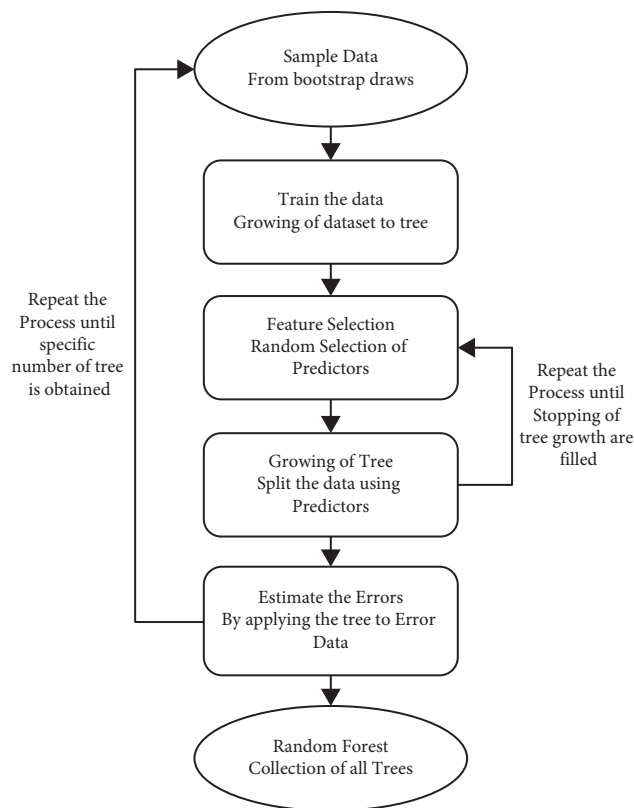 Sample Data
From bootstrap draws
Train the data
Growing of dataset to tree
Feature Selection
Random Selection of
Predictors
Growing of Tree
Split the data using
Predictors
Estimate the Errors
By applying the tree to Error
Data
Random Forest
Collection of all Trees
Repeat the
Process until
specific
number of tree
is obtained
Repeat the
Process until
Stopping of
tree growth are
filled